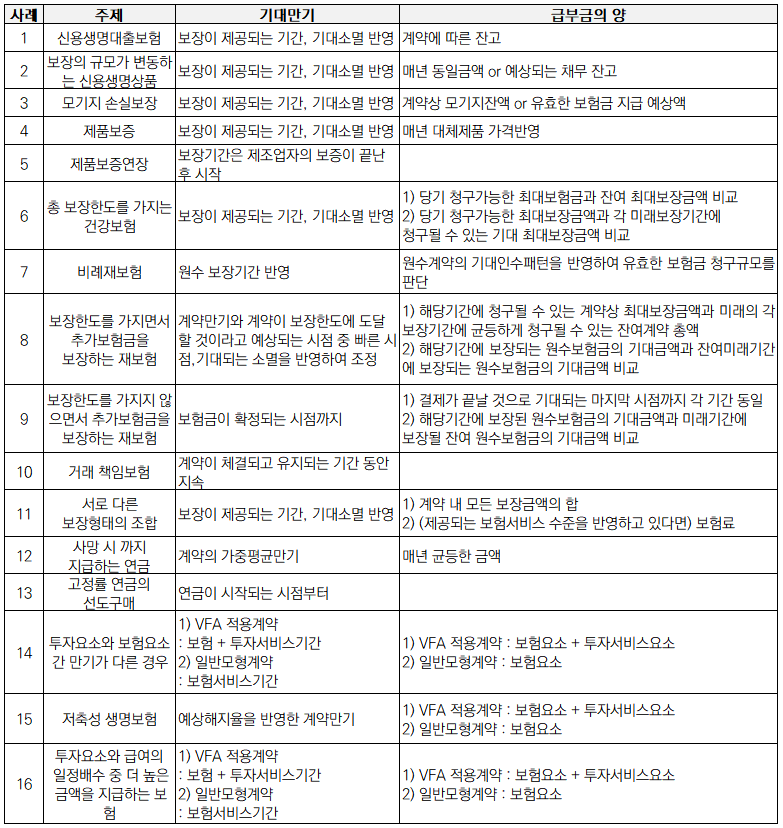 사례 주제 기대만기 급부금의 양
1 신용생명대출보험 보장이 제공되는 기간, 기대소멸 반영 계약에 따른 잔고
2 보장의 규모가 변동하
는 신용생명상품 보장이 제공되는 기간, 기대소멸 반영 매년 동일금액 or 예상되는 채무 잔고
3 모기지 손실보장 보장이 제공되는 기간, 기대소멸 반영 계약상 모기지잔액 or 유효한 보험금 지급 예상액
4 제품보증 보장이 제공되는 기간, 기대소멸 반영 매년 대체제품 가격반영
5 제품보증연장 보장기간은 제조업자의 보증이 끝난
후 시작
6 총 보장한도를 가지는
건강보험 보장이 제공되는 기간, 기대소멸 반영 1) 당기 청구가능한 최대보험금과 잔여 최대보장금액 비교
2) 당기 청구가능한 최대보장금액과 각 미래보장기간에
청구될 수 있는 기대 최대보장금액 비교
7 비례재보험 원수 보장기간 반영 원수계약의 기대인수패턴을 반영하여 유효한 보험금 청구규모를
판단
8 보장한도를 가지면서
추가보험금을
보장하는 재보험 계약만기와 계약이 보장한도에 도달
할 것이라고 예상되는 시점 중 빠른 시
점,기대되는 소멸을 반영하여 조정 1) 해당기간에 청구될 수 있는 계약상 최대보장금액과 미래의 각
보장기간에 균등하게 청구될 수 있는 잔여계약 총액
2) 해당기간에 보장되는 원수보험금의 기대금액과 잔여미래기간
에 보장되는 원수보험금의 기대금액 비교
9 보장한도를 가지지 않
으면서 추가보험금을
보장하는 재보험 보험금이 확정되는 시점까지 1) 결제가 끝날 것으로 기대되는 마지막 시점까지 각 기간 동일
2) 해당기간에 보장된 원수보험금의 기대금액과 미래기간에
보장될 잔여 원수보험금의 기대금액 비교
10 거래 책임보험 계약이 체결되고 유지되는 기간 동안
지속
11 서로 다른
보장형태의 조합 보장이 제공되는 기간, 기대소멸 반영 1) 계약 내 모든 보장금액의 합
2) (제공되는 보험서비스 수준을 반영하고 있다면) 보험료
12 사망 시 까지
지급하는 연금 계약의 가중평균만기 매년 균등한 금액
13 고정률 연금의
선도구매 연금이 시작되는 시점부터
14 투자요소와 보험요소
간 만기가 다른 경우 1) VFA 적용계약
: 보험 + 투자서비스기간
2) 일반모형계약
: 보험서비스기간 1) VFA 적용계약 : 보험요소 + 투자서비스요소
2) 일반모형계약 : 보험요소
15 저축성 생명보험 예상해지율을 반영한 계약만기 1) VFA 적용계약 : 보험요소 + 투자서비스요소
2) 일반모형계약 : 보험요소
16 투자요소와 급여의
일정배수 중 더 높은
금액을 지급하는 보
험 1) VFA 적용계약
: 보험 + 투자서비스기간
2) 일반모형계약
: 보험서비스기간 1) VFA 적용계약 : 보험요소 + 투자서비스요소
2) 일반모형계약 : 보험요소